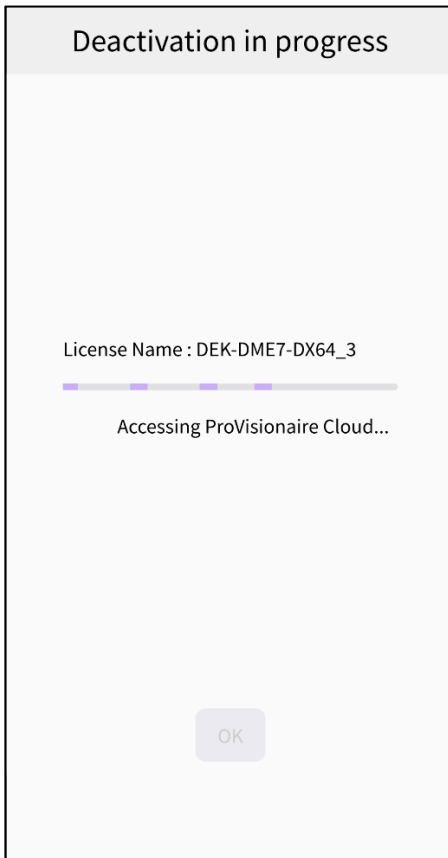 Deactivation in progress
License Name : DEK-DME7-DX64_3
Accessing ProVisionaire Cloud...
OK